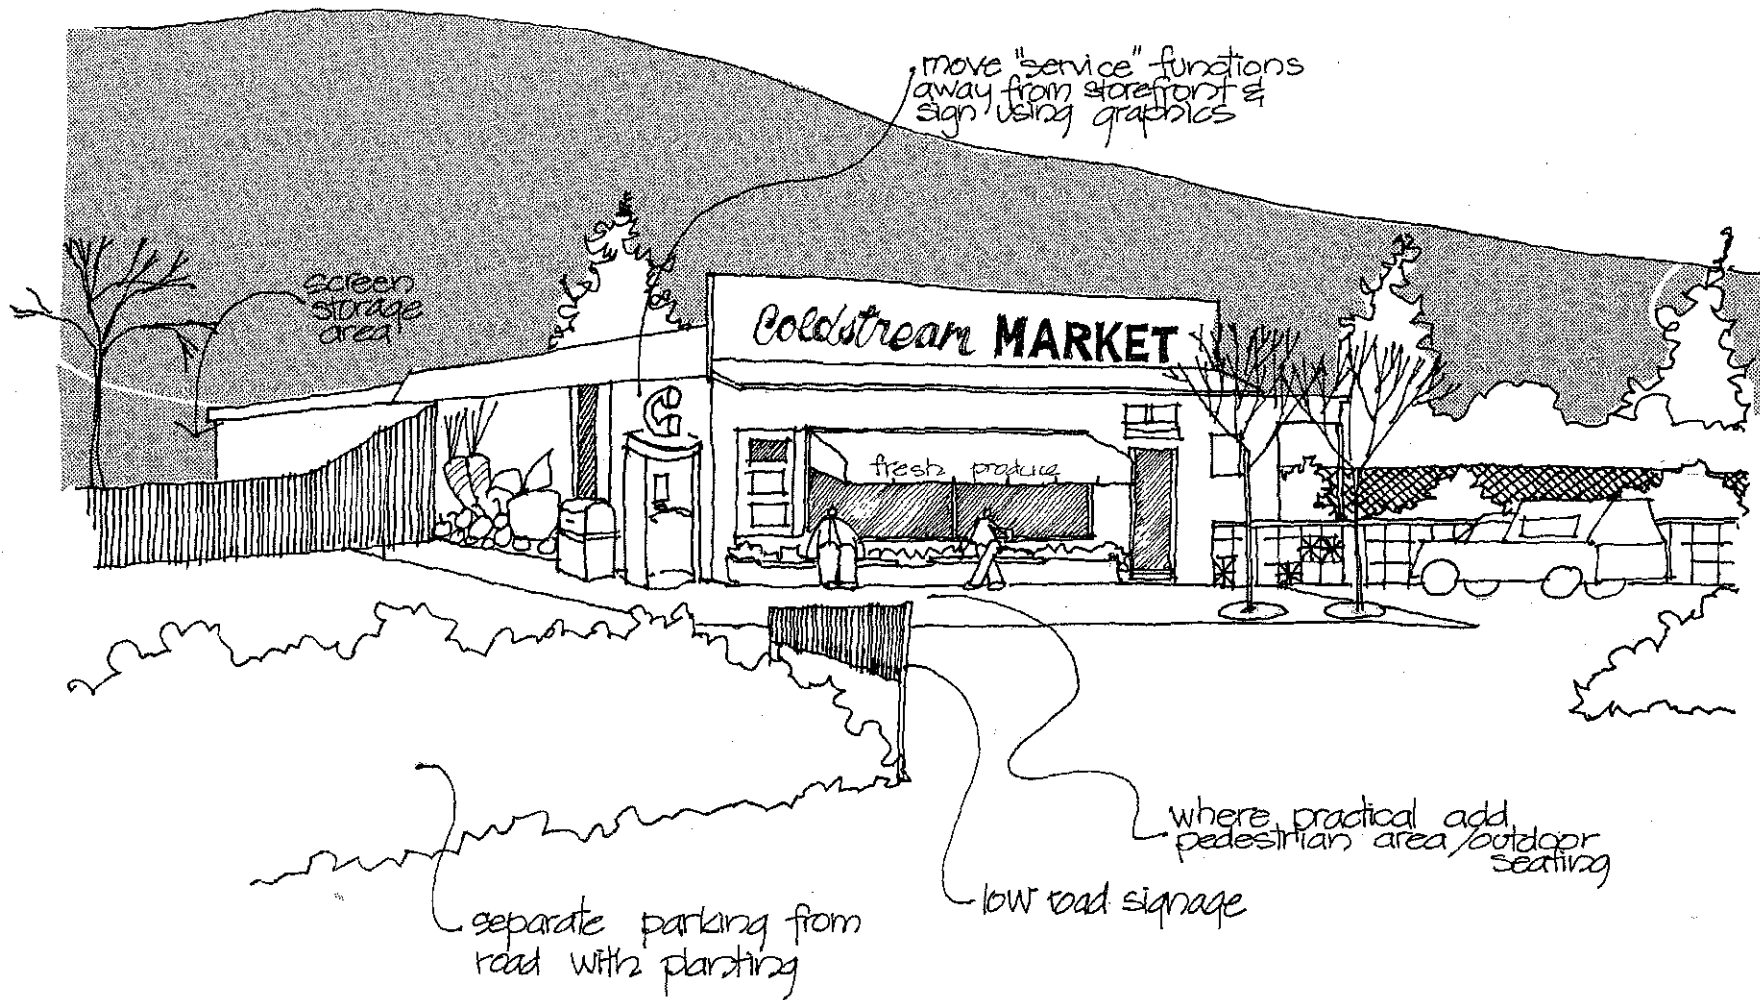 move "service" functions
away from storefront &
sign using graphics
screen
storage
area
Coldstream MARKET
fresh produce
where practical add
pedestrian area/outdoor
seating
low road signage
separate parking from
road with planting